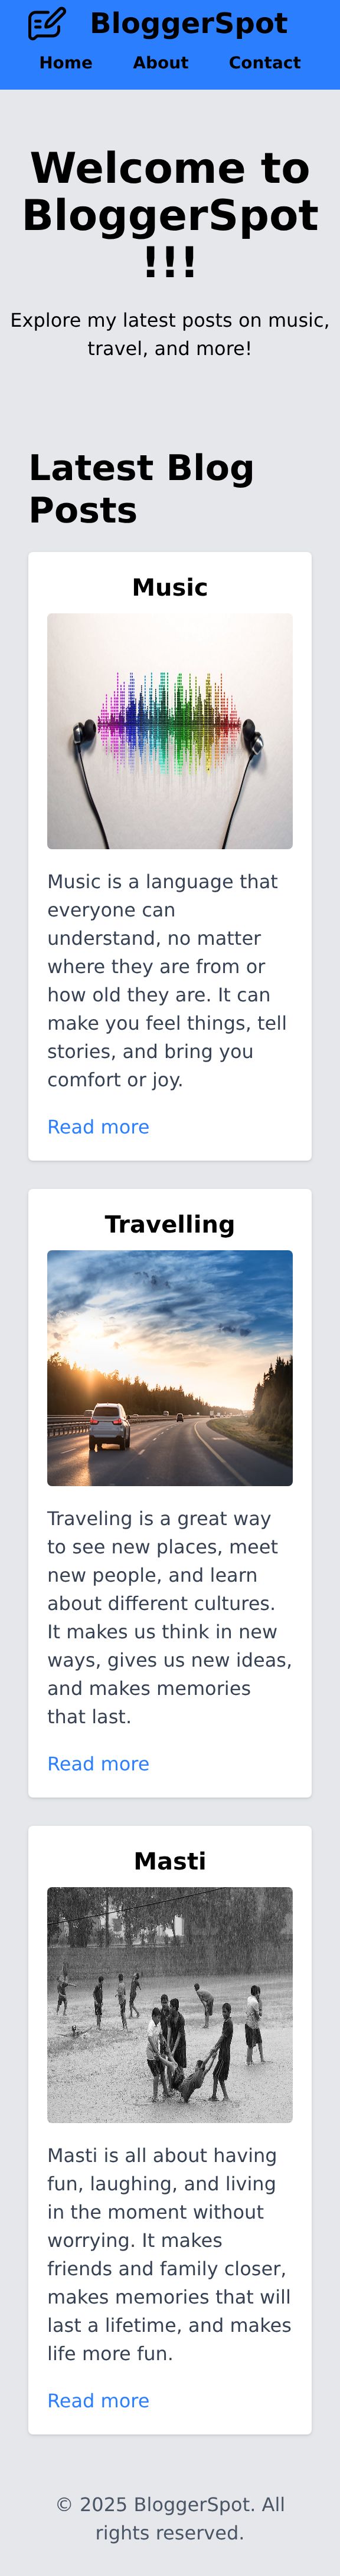 BloggerSpot
Home About Contact
Welcome to
BloggerSpot
!!!
Explore my latest posts on music,
travel, and more!
Latest Blog
Posts
Music
Music is a language that
everyone can
understand, no matter
where they are from or
how old they are. It can
make you feel things, tell
stories, and bring you
comfort or joy.
Read more
Travelling
Traveling is a great way
to see new places, meet
new people, and learn
about different cultures.
It makes us think in new
ways, gives us new ideas,
and makes memories
that last.
Read more
Masti
Masti is all about having
fun, laughing, and living
in the moment without
worrying. It makes
friends and family closer,
makes memories that will
last a lifetime, and makes
life more fun.
Read more
© 2025 BloggerSpot. All
rights reserved.